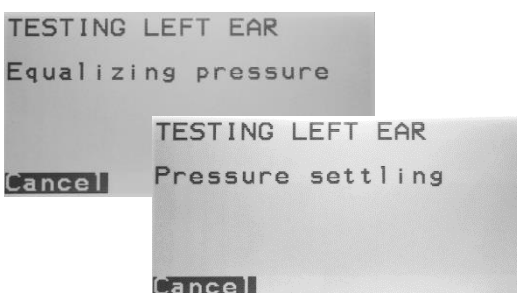 TESTING LEFT EAR
Equalizing pressure
Cancel
TESTING LEFT EAR
Pressure settling
Cancel